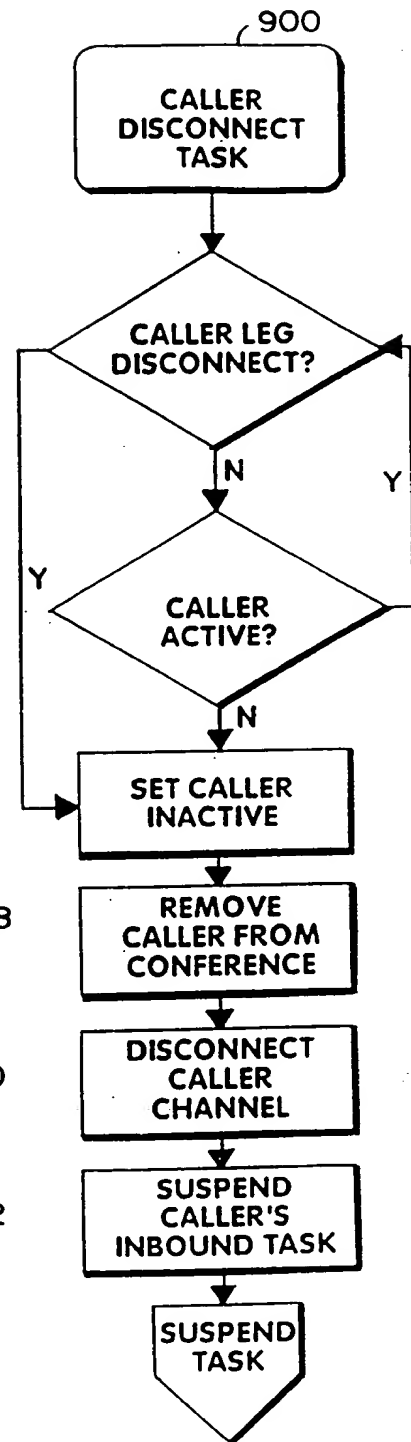 900
CALLER
DISCONNECT
TASK
CALLER LEG
DISCONNECT?
N
Y
Y
CALLER
ACTIVE?
N
SET CALLER
INACTIVE
REMOVE
CALLER FROM
CONFERENCE
DISCONNECT
CALLER
CHANNEL
SUSPEND
CALLER'S
INBOUND TASK
SUSPEND
TASK